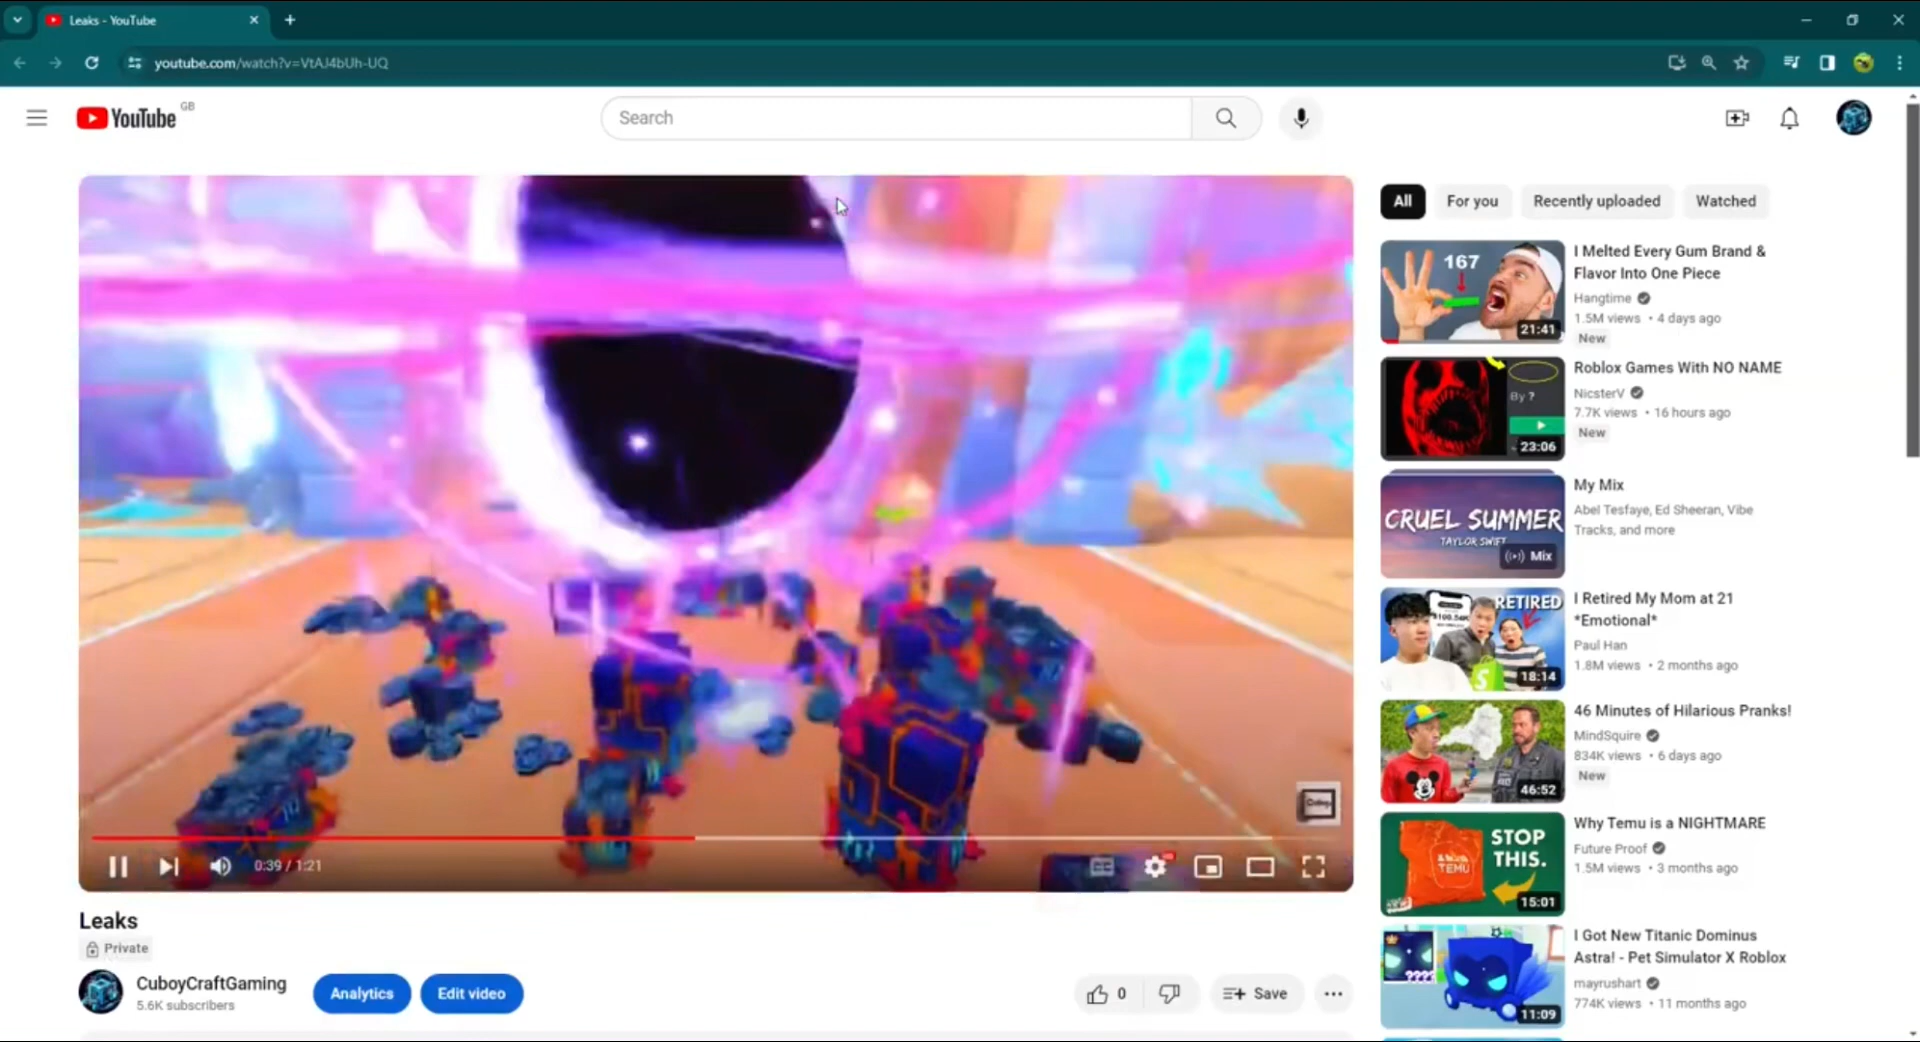 Leaks - YouTube
youtube.com/watch?v=VtAJ4bUh-UQ
YouTube GB
Search
All
For you
Recently uploaded
Watched
167
21:41
I Melted Every Gum Brand &
Flavor Into One Piece
Hangtime
1.5M views • 4 days ago
New
By ?
23:06
Roblox Games With NO NAME
NicsterV
7.7K views • 16 hours ago
New
CRUEL SUMMER
TAYLOR SWIFT
Mix
My Mix
Abel Tesfaye, Ed Sheeran, Vibe
Tracks, and more
RETIRED
18:14
I Retired My Mom at 21
*Emotional*
Paul Han
1.8M views • 2 months ago
46:52
46 Minutes of Hilarious Pranks!
MindSquire
834K views • 6 days ago
New
STOP
THIS.
TEMU
15:01
Why Temu is a NIGHTMARE
Future Proof
1.5M views • 3 months ago
????
11:09
I Got New Titanic Dominus
Astra! - Pet Simulator X Roblox
mayrushart
774K views • 11 months ago
0:39 / 1:21
Leaks
Private
CuboyCraftGaming
5.6K subscribers
Analytics
Edit video
0
Save